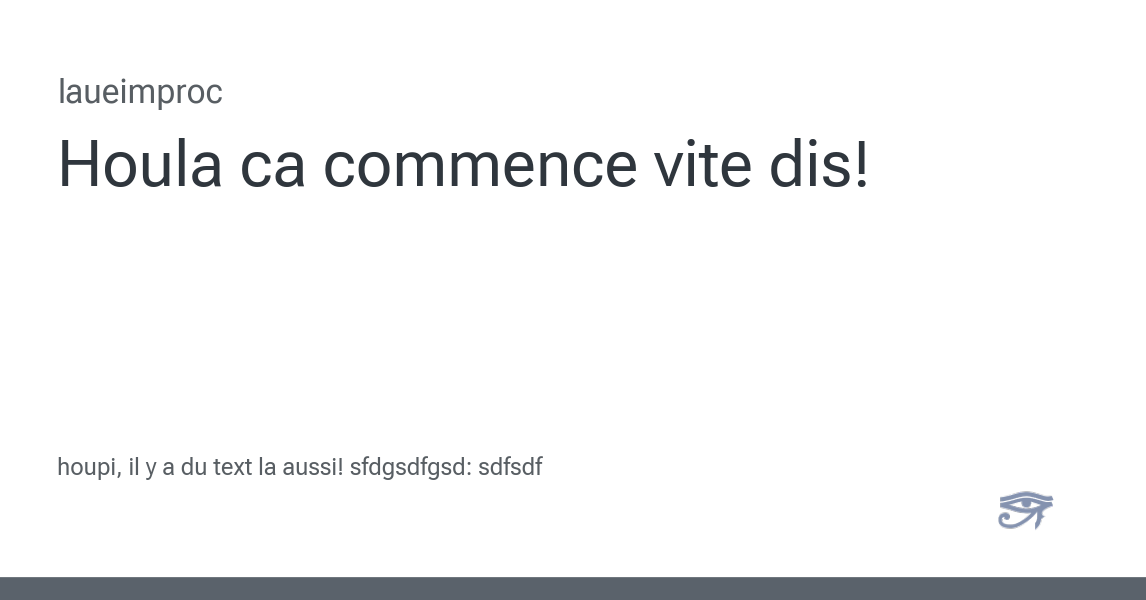 laueimproc
Houla ca commence vite dis!
houpi, il y a du text la aussi! sfdgsdfgsd: sdfsdf